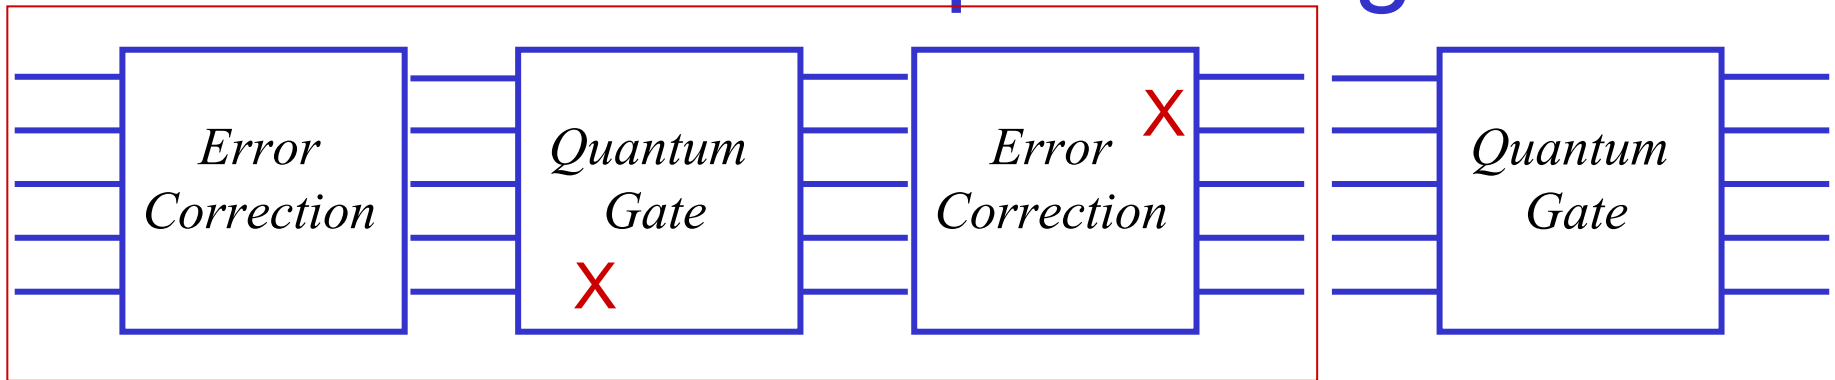 Error
Correction
Quantum
Gate
X
Error
Correction
X
Quantum
Gate